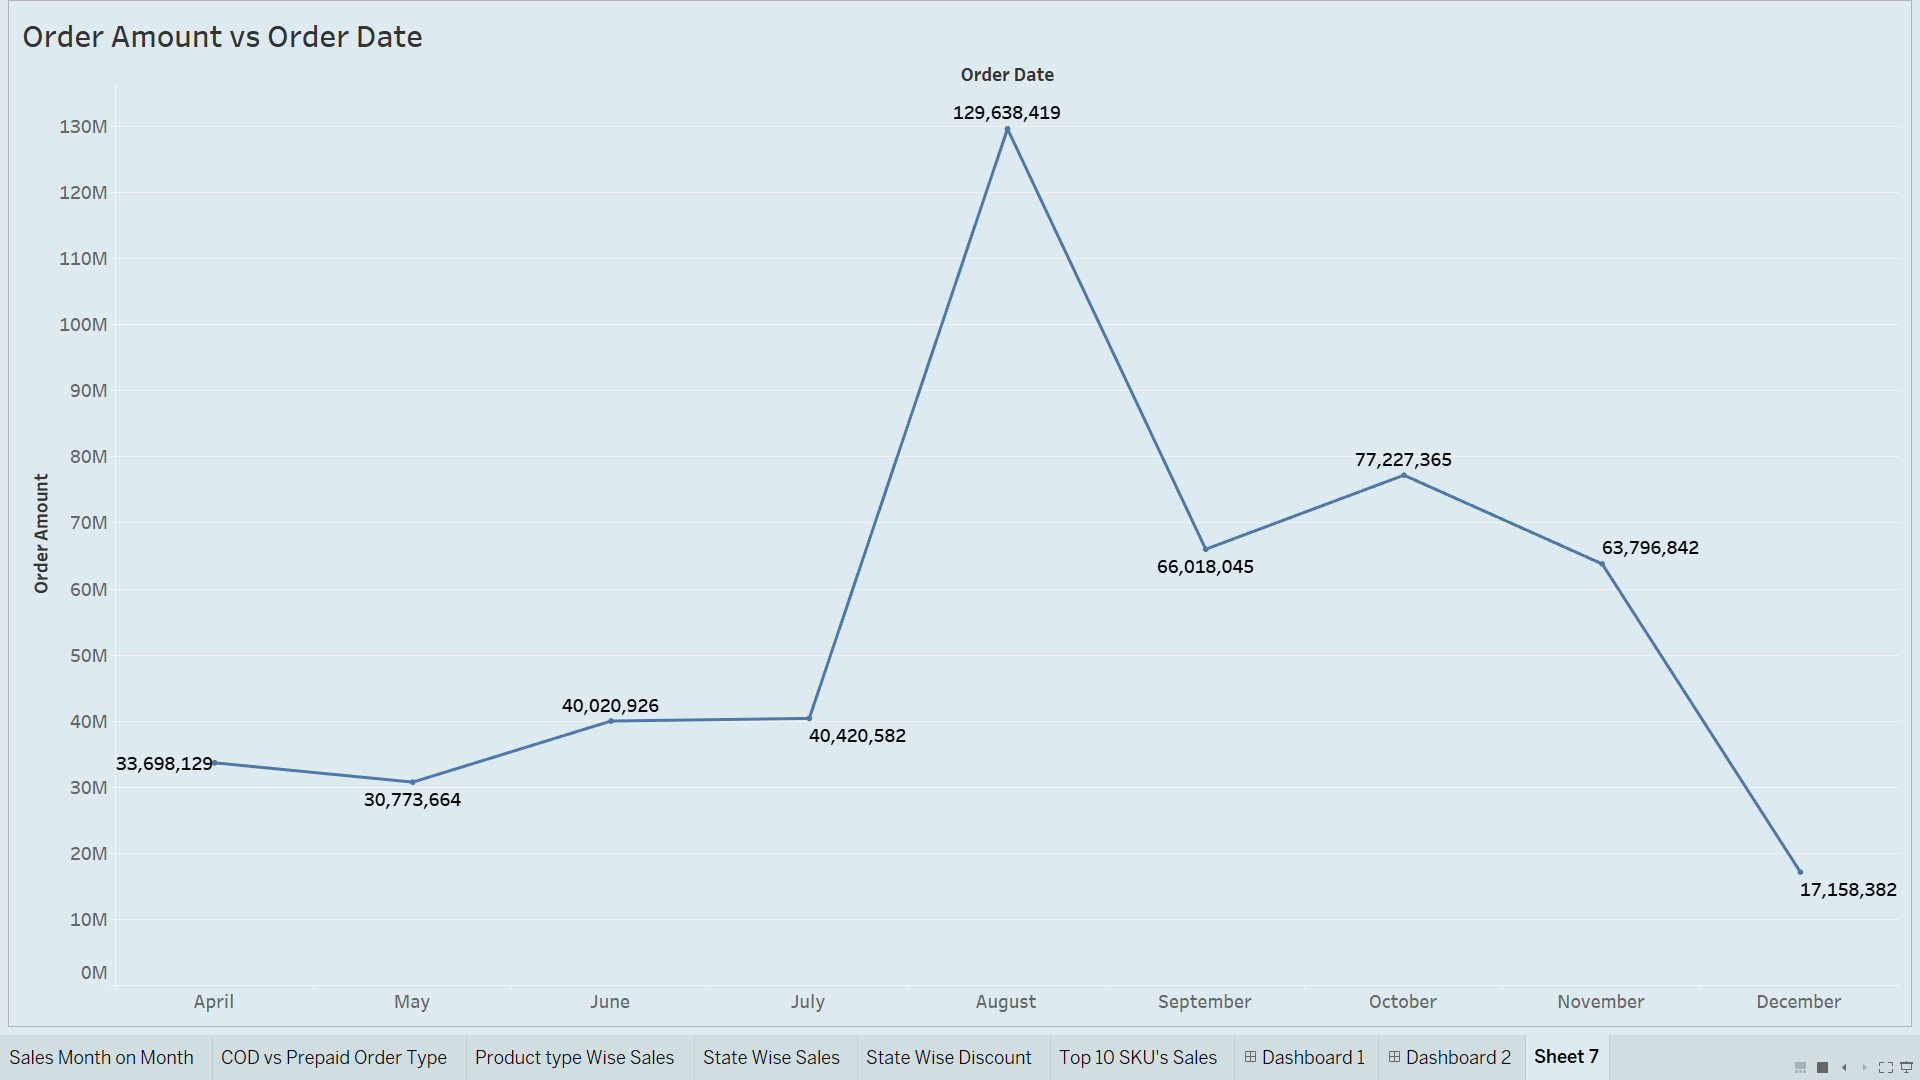 Order Amount vs Order Date
Order Date
129,638,419
130M
120M
110M
100M
90M
80M
77,227,365
70M
Order Amount
66,018,045
63,796,842
60M
50M
40,020,926
40M
40,420,582
33,698,129
30M
30,773,664
20M
17,158,382
10M
0M
April May June July August September October November December
Sales Month on Month COD vs Prepaid Order Type Product type Wise Sales State Wise Sales State Wise Discount Top 10 SKU's Sales Dashboard 1 Dashboard 2 Sheet 7